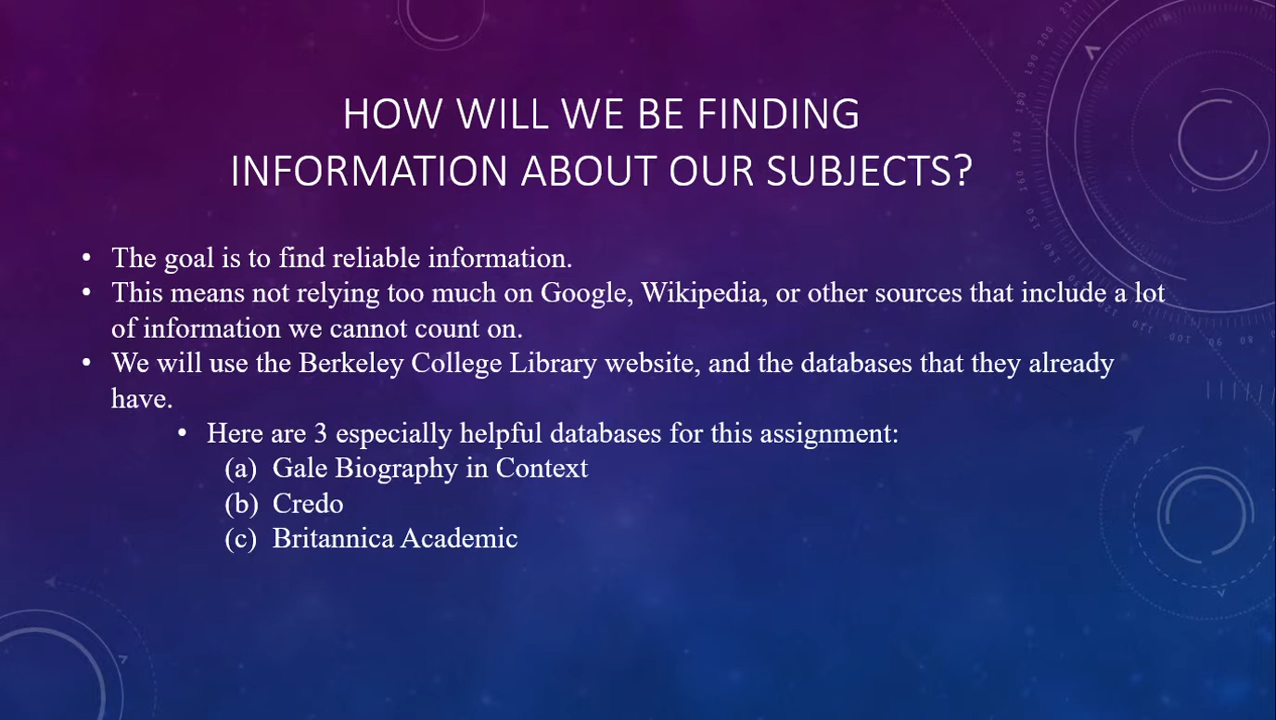 HOW WILL WE BE FINDING
INFORMATION ABOUT OUR SUBJECTS?
• The goal is to find reliable information.
• This means not relying too much on Google, Wikipedia, or other sources that include a lot
of information we cannot count on.
• We will use the Berkeley College Library website, and the databases that they already
have.
• Here are 3 especially helpful databases for this assignment:
(a) Gale Biography in Context
(b) Credo
(c) Britannica Academic